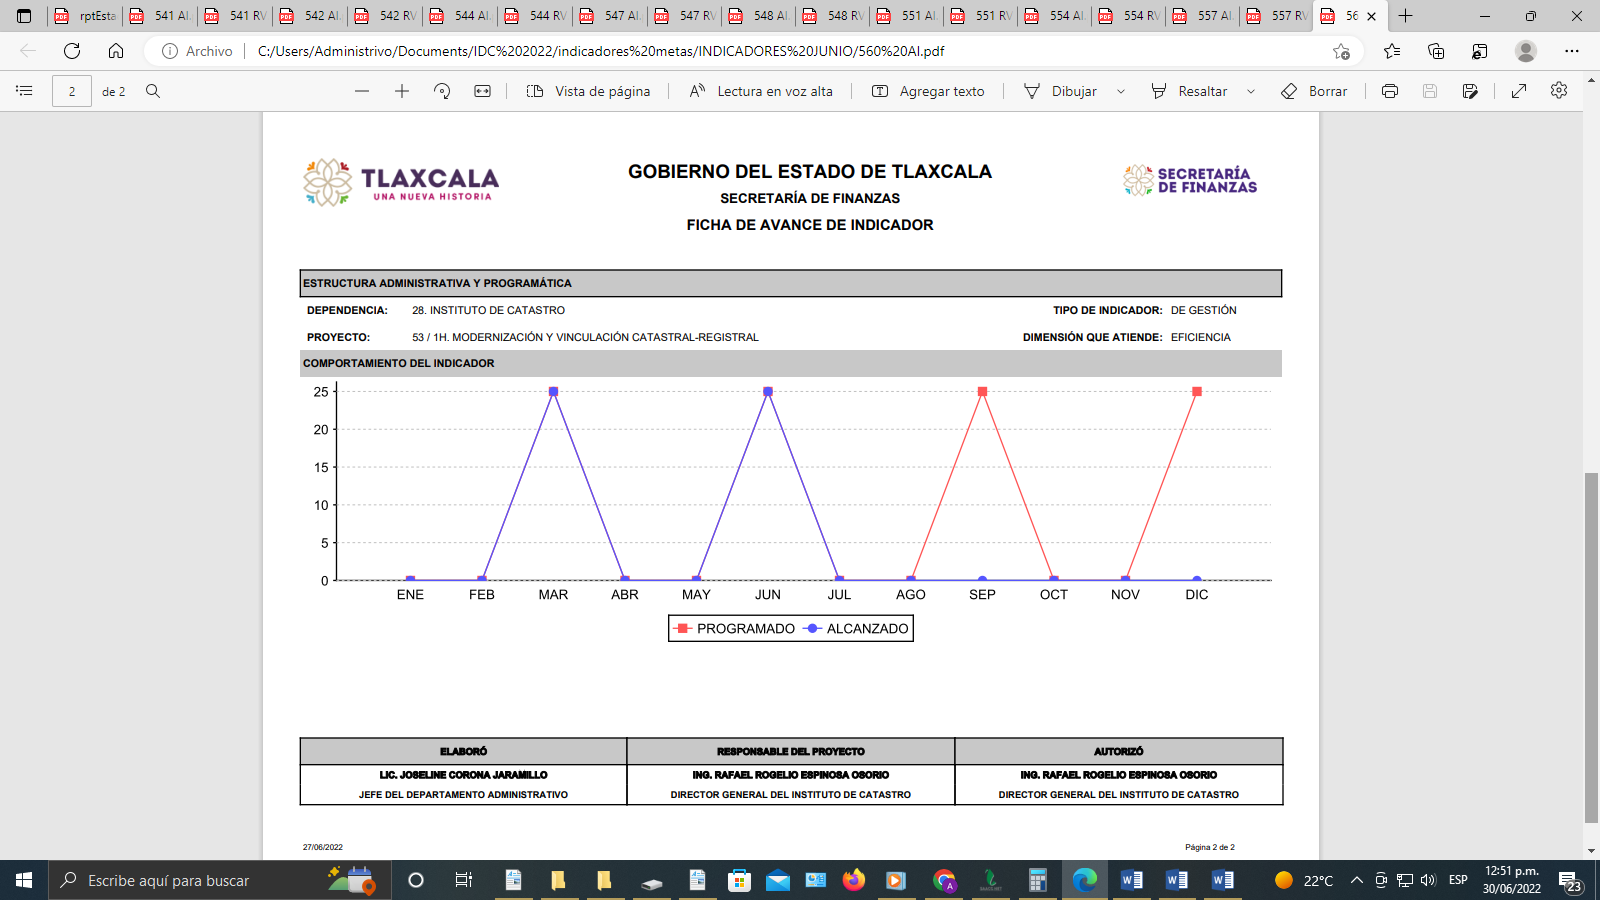 rptEsta
541 AI.
541 RV
542 AI.
542 RV
544 AI.
544 RV
547 AI.
547 RV
548 AI.
548 RV
551 AI.
551 RV
554 AI.
554 RV
557 AI.
557 RV
56
Archivo
C:/Users/Administrivo/Documents/IDC%202022/indicadores%20metas/INDICADORES%20JUNIO/560%20AI.pdf
2 de 2
Vista de página
Lectura en voz alta
Agregar texto
Dibujar
Resaltar
Borrar
TLAXCALA
UNA NUEVA HISTORIA
GOBIERNO DEL ESTADO DE TLAXCALA
SECRETARÍA DE FINANZAS
FICHA DE AVANCE DE INDICADOR
SECRETARÍA
DE FINANZAS
ESTRUCTURA ADMINISTRATIVA Y PROGRAMÁTICA
DEPENDENCIA: 28. INSTITUTO DE CATASTRO
TIPO DE INDICADOR: DE GESTIÓN
PROYECTO: 53 / 1H. MODERNIZACIÓN Y VINCULACIÓN CATASTRAL-REGISTRAL
DIMENSIÓN QUE ATIENDE: EFICIENCIA
COMPORTAMIENTO DEL INDICADOR
25
20
15
10
5
0
ENE FEB MAR ABR MAY JUN JUL AGO SEP OCT NOV DIC
PROGRAMADO ALCANZADO
ELABORÓ
RESPONSABLE DEL PROYECTO
AUTORIZÓ
LIC. JOSELINE CORONA JARAMILLO
ING. RAFAEL ROGELIO ESPINOSA OSORIO
ING. RAFAEL ROGELIO ESPINOSA OSORIO
JEFE DEL DEPARTAMENTO ADMINISTRATIVO
DIRECTOR GENERAL DEL INSTITUTO DE CATASTRO
DIRECTOR GENERAL DEL INSTITUTO DE CATASTRO
27/06/2022
Página 2 de 2
Escribe aquí para buscar
22°C
ESP
12:51 p.m.
30/06/2022
23